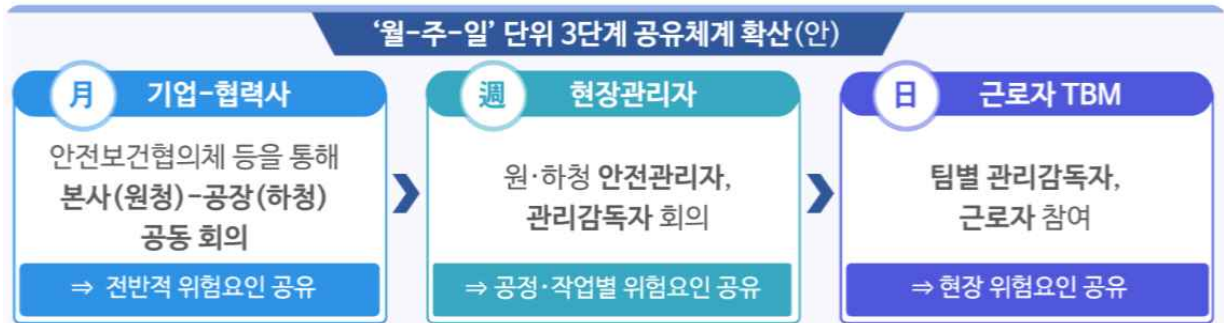 ‘월-주-일’ 단위 3단계 공유체계 확산(안)
月 기업-협력사
안전보건협의체 등을 통해
본사(원청)-공장(하청)
공동 회의
⇒ 전반적 위험요인 공유
週 현장관리자
원·하청 안전관리자,
관리감독자 회의
⇒ 공정·작업별 위험요인 공유
日 근로자 TBM
팀별 관리감독자,
근로자 참여
⇒ 현장 위험요인 공유